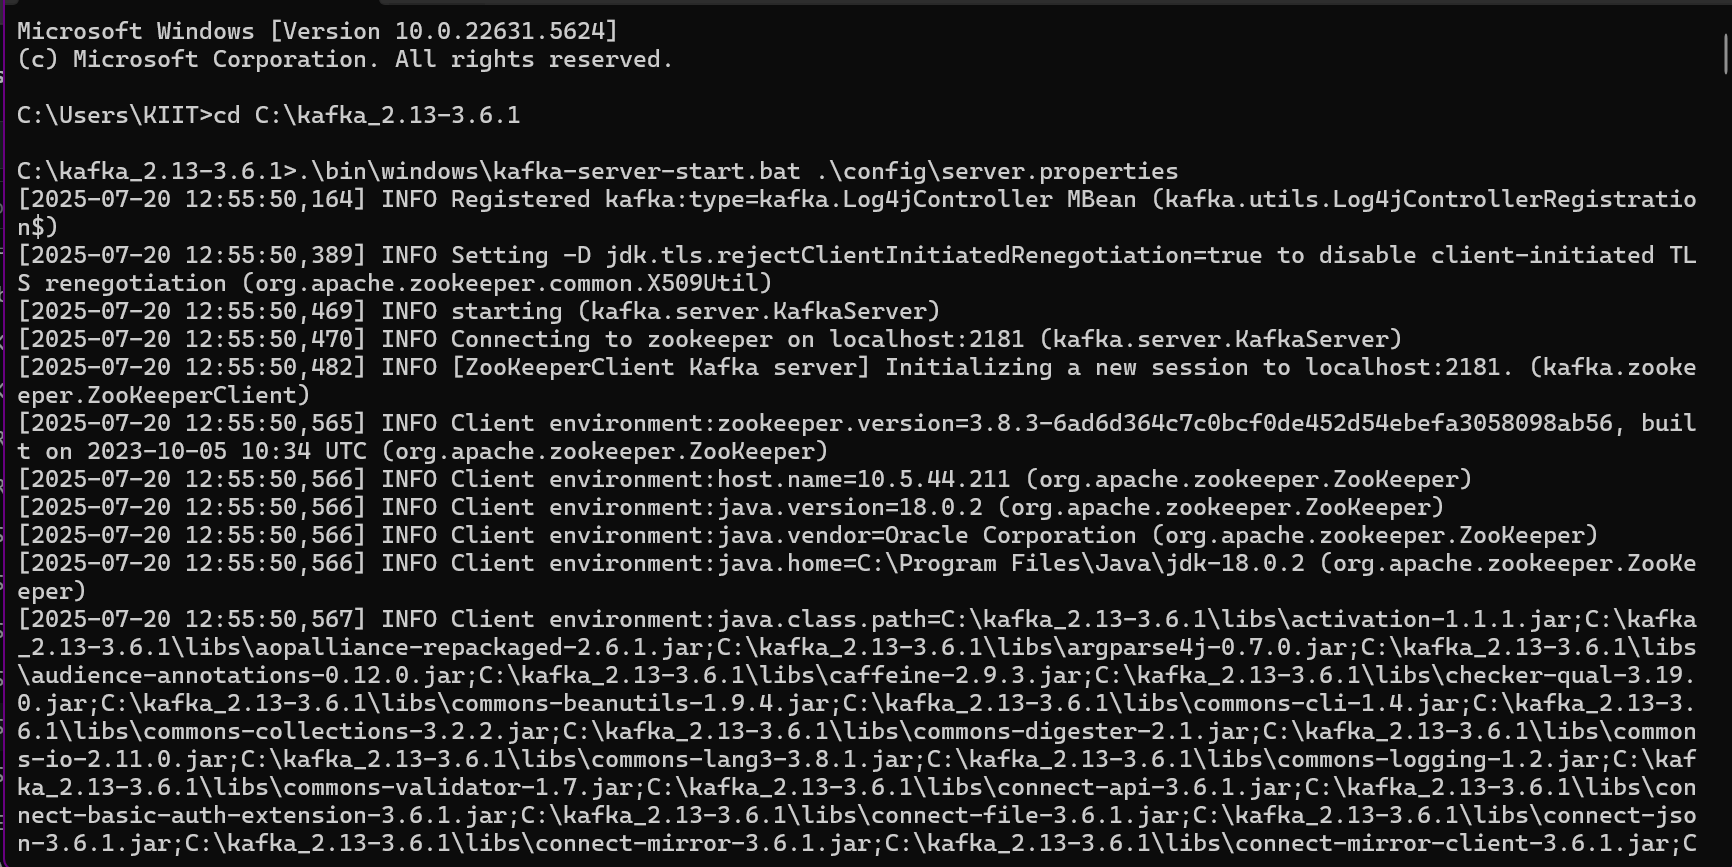 Microsoft Windows [Version 10.0.22631.5624]
(c) Microsoft Corporation. All rights reserved.
C:\Users\KIIT>cd C:\kafka_2.13-3.6.1
C:\kafka_2.13-3.6.1>.\bin\windows\kafka-server-start.bat .\config\server.properties
[2025-07-20 12:55:50,164] INFO Registered kafka:type=kafka.Log4jController MBean (kafka.utils.Log4jControllerRegistratio
n$)
[2025-07-20 12:55:50,389] INFO Setting -D jdk.tls.rejectClientInitiatedRenegotiation=true to disable client-initiated TL
S renegotiation (org.apache.zookeeper.common.X509Util)
[2025-07-20 12:55:50,469] INFO starting (kafka.server.KafkaServer)
[2025-07-20 12:55:50,470] INFO Connecting to zookeeper on localhost:2181 (kafka.server.KafkaServer)
[2025-07-20 12:55:50,482] INFO [ZooKeeperClient Kafka server] Initializing a new session to localhost:2181. (kafka.zooke
eper.ZooKeeperClient)
[2025-07-20 12:55:50,565] INFO Client environment:zookeeper.version=3.8.3-6ad6d364c7c0bcf0de452d54ebefa3058098ab56, buil
t on 2023-10-05 10:34 UTC (org.apache.zookeeper.ZooKeeper)
[2025-07-20 12:55:50,566] INFO Client environment:host.name=10.5.44.211 (org.apache.zookeeper.ZooKeeper)
[2025-07-20 12:55:50,566] INFO Client environment:java.version=18.0.2 (org.apache.zookeeper.ZooKeeper)
[2025-07-20 12:55:50,566] INFO Client environment:java.vendor=Oracle Corporation (org.apache.zookeeper.ZooKeeper)
[2025-07-20 12:55:50,566] INFO Client environment:java.home=C:\Program Files\Java\jdk-18.0.2 (org.apache.zookeeper.ZooKe
eper)
[2025-07-20 12:55:50,567] INFO Client environment:java.class.path=C:\kafka_2.13-3.6.1\libs\activation-1.1.1.jar;C:\kafka
_2.13-3.6.1\libs\aopalliance-repackaged-2.6.1.jar;C:\kafka_2.13-3.6.1\libs\argparse4j-0.7.0.jar;C:\kafka_2.13-3.6.1\libs
\audience-annotations-0.12.0.jar;C:\kafka_2.13-3.6.1\libs\caffeine-2.9.3.jar;C:\kafka_2.13-3.6.1\libs\checker-qual-3.19.
0.jar;C:\kafka_2.13-3.6.1\libs\commons-beanutils-1.9.4.jar;C:\kafka_2.13-3.6.1\libs\commons-cli-1.4.jar;C:\kafka_2.13-3.
6.1\libs\commons-collections-3.2.2.jar;C:\kafka_2.13-3.6.1\libs\commons-digester-2.1.jar;C:\kafka_2.13-3.6.1\libs\common
s-io-2.11.0.jar;C:\kafka_2.13-3.6.1\libs\commons-lang3-3.8.1.jar;C:\kafka_2.13-3.6.1\libs\commons-logging-1.2.jar;C:\kaf
ka_2.13-3.6.1\libs\commons-validator-1.7.jar;C:\kafka_2.13-3.6.1\libs\connect-api-3.6.1.jar;C:\kafka_2.13-3.6.1\libs\con
nect-basic-auth-extension-3.6.1.jar;C:\kafka_2.13-3.6.1\libs\connect-file-3.6.1.jar;C:\kafka_2.13-3.6.1\libs\connect-jso
n-3.6.1.jar;C:\kafka_2.13-3.6.1\libs\connect-mirror-3.6.1.jar;C:\kafka_2.13-3.6.1\libs\connect-mirror-client-3.6.1.jar;C